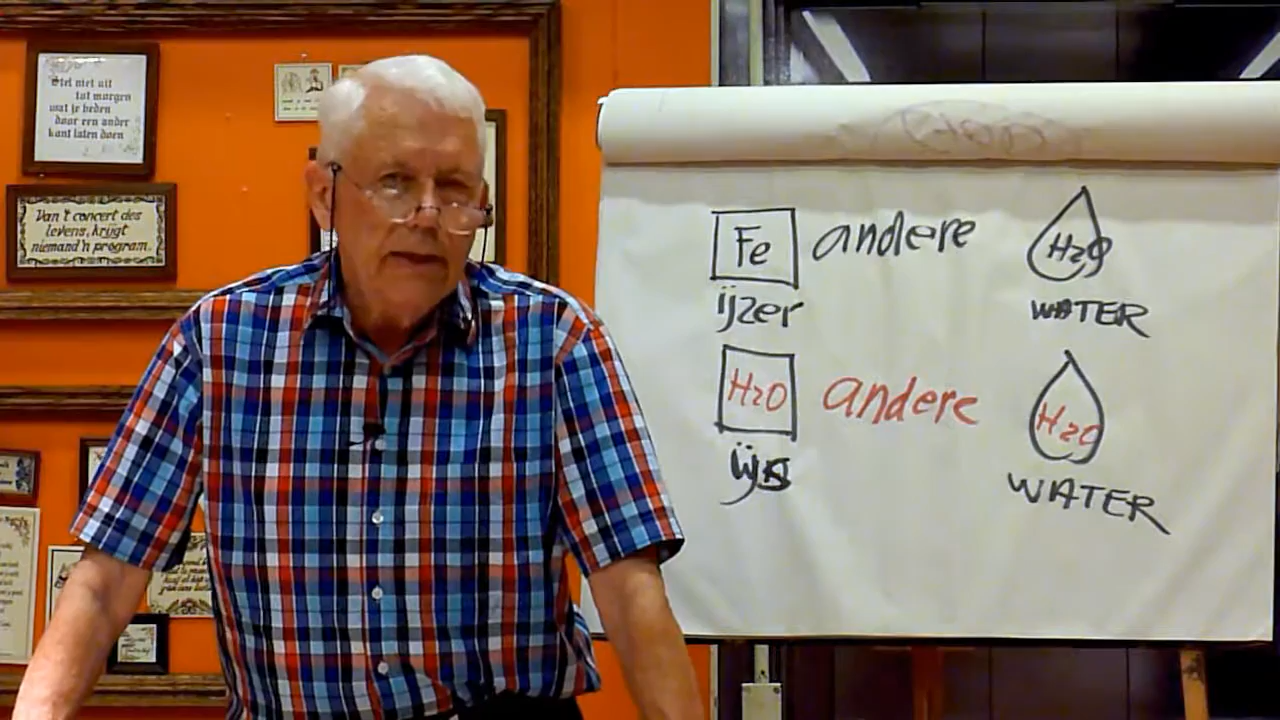 Stel niet uit
tot morgen
wat je heden
door een ander
kant laten doen
Van 't concert des
levens, krijgt
niemand 'n program.
Fe andere H2O
ijzer WATER
H2O andere H2O
ijs WATER